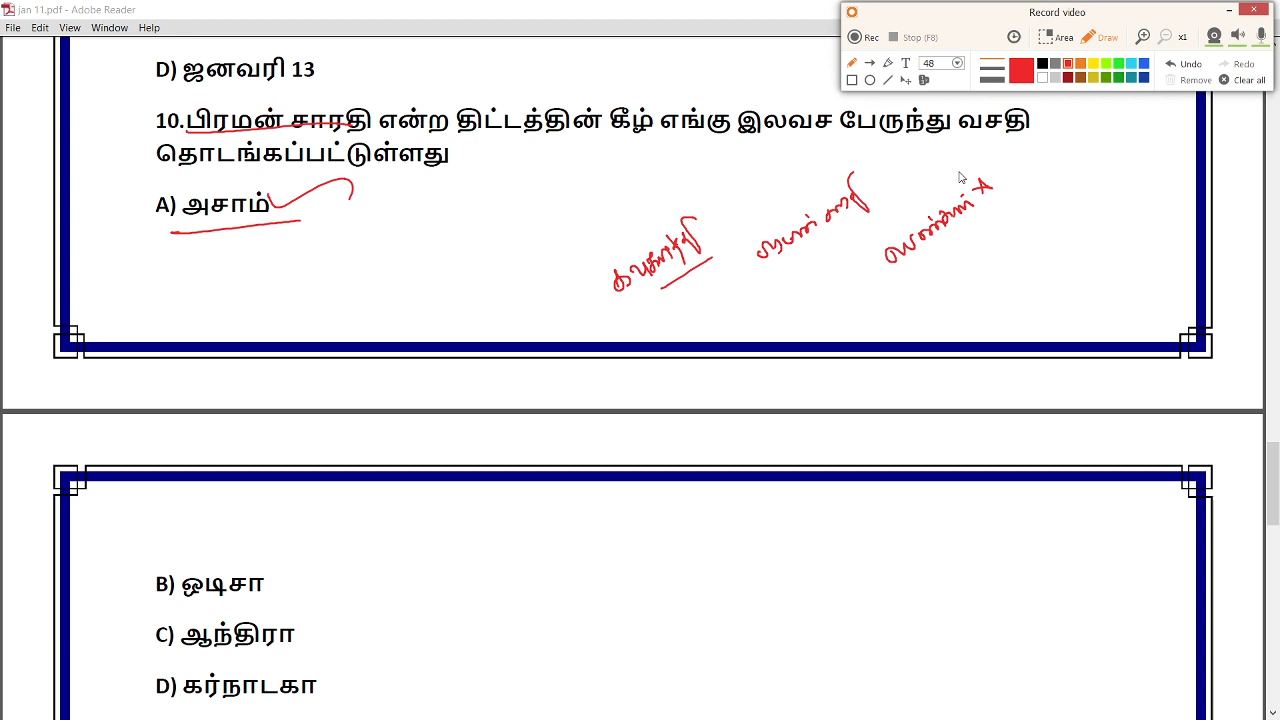 jan 11.pdf - Adobe Reader
File Edit View Window Help
Record video
Rec Stop (F8) Area Draw x1
T 48 Undo Redo
Remove Clear all
D) ஜனவரி 13
10.பிரமன் சாரதி என்ற திட்டத்தின் கீழ் எங்கு இலவச பேருந்து வசதி
தொடங்கப்பட்டுள்ளது
A) அசாம்
B) ஒடிசா
C) ஆந்திரா
D) கர்நாடகா